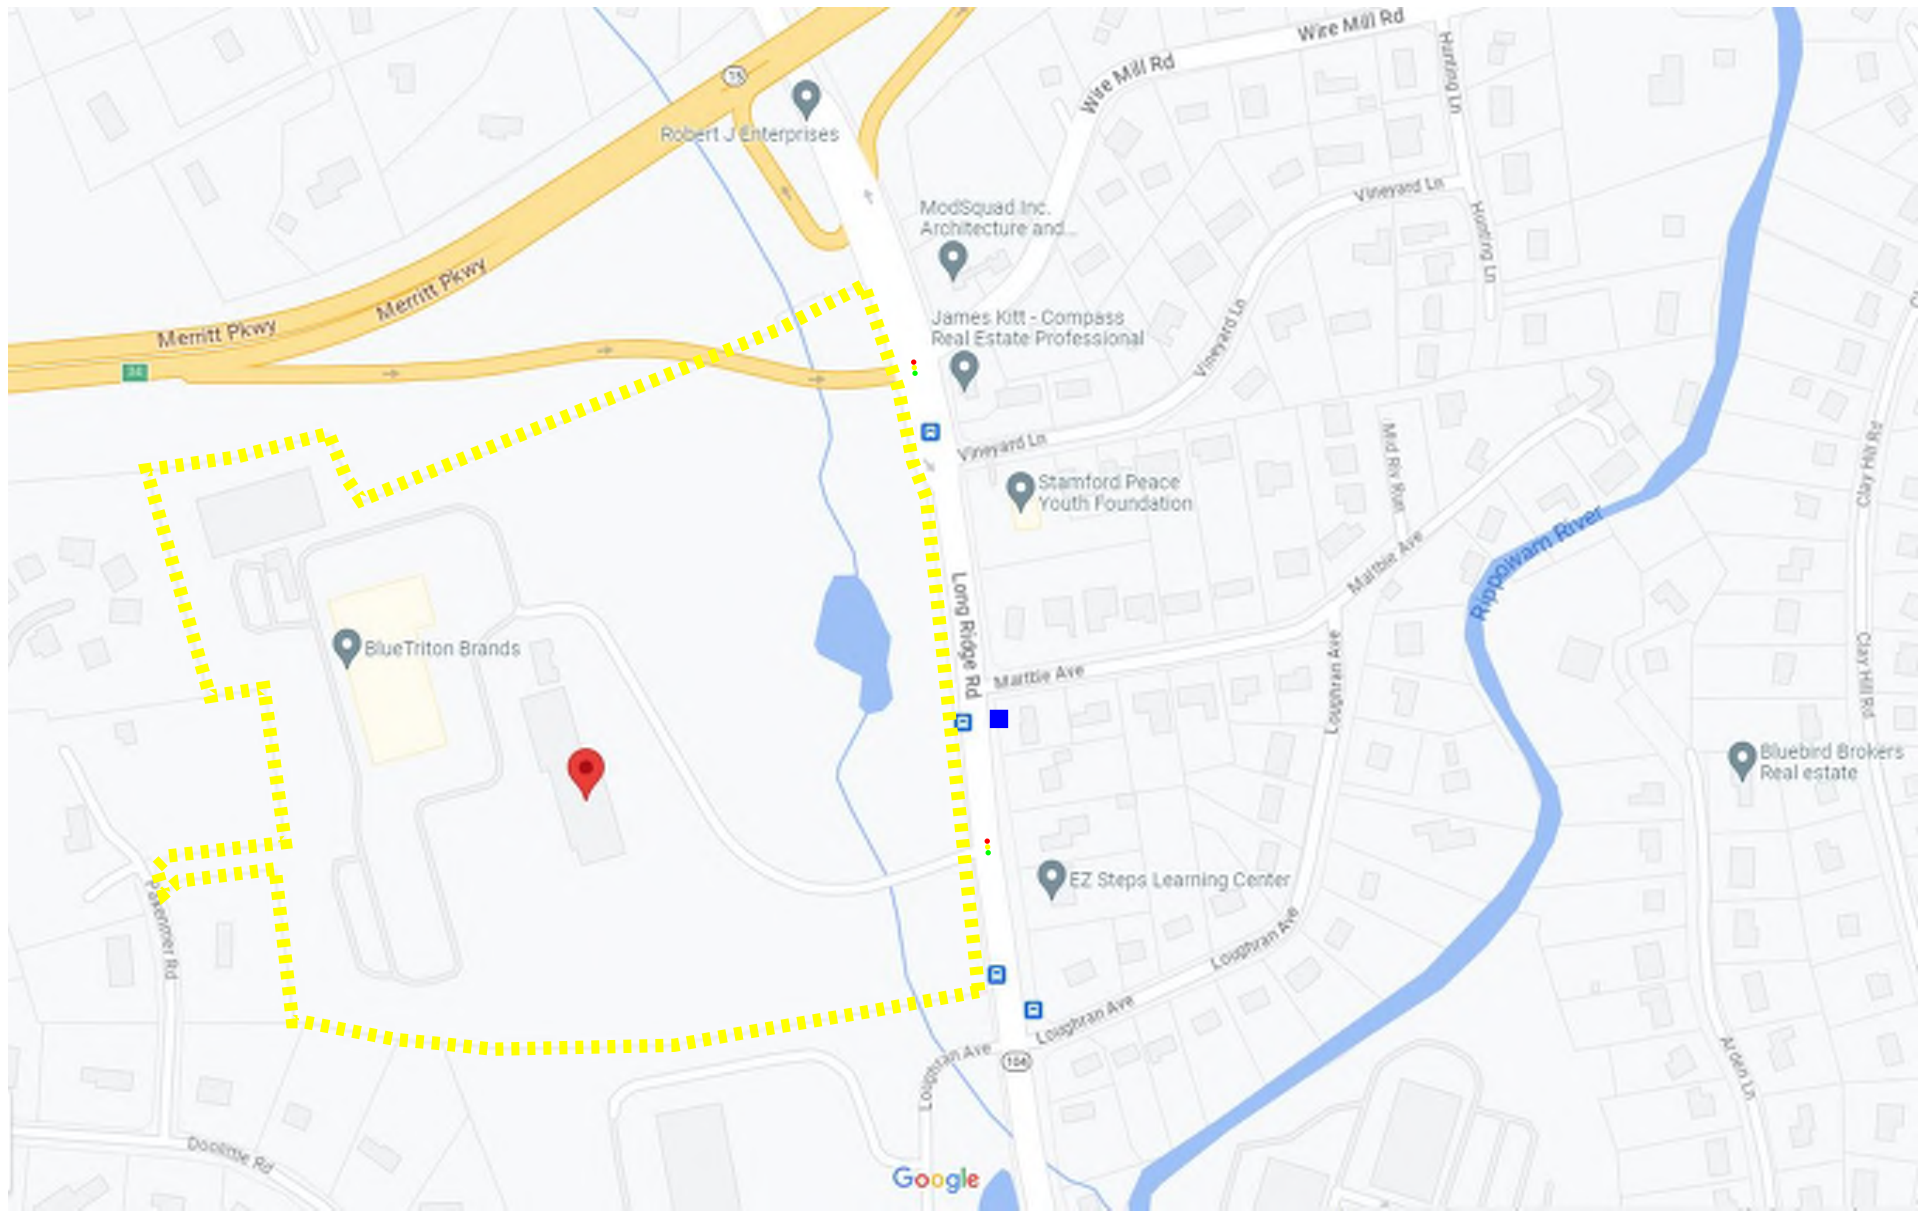 Wire Mill Rd
Wire Mill Rd
Hunting Ln
15
Robert J Enterprises
Vineyard Ln
ModSquad Inc.
Architecture and...
Hunting Ln
Merritt Pkwy
Merritt Pkwy
34
James Kitt - Compass
Real Estate Professional
Vineyard Ln
Vineyard Ln
Mid Riv Run
Clay Hill Rd
Stamford Peace
Youth Foundation
Rippowam River
Maltbie Ave
Long Ridge Rd
BlueTriton Brands
Maltbie Ave
Loughran Ave
Clay Hill Rd
Bluebird Brokers
Real estate
EZ Steps Learning Center
Pakenmer Rd
Loughran Ave
Loughran Ave
Loughran Ave
104
Arden Ln
Doolittle Rd
Google